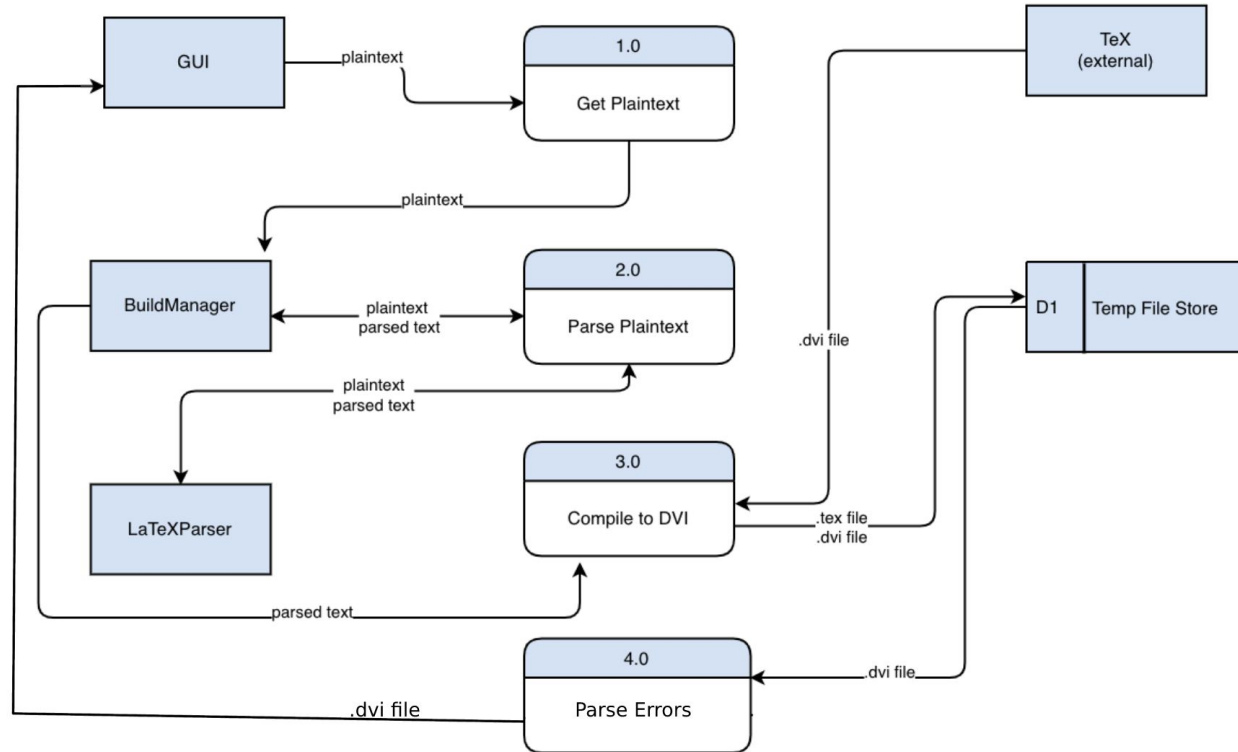 GUI
plaintext
1.0
Get Plaintext
TeX
(external)
plaintext
BuildManager
plaintext
parsed text
2.0
Parse Plaintext
D1
Temp File Store
.dvi file
plaintext
parsed text
LaTeXParser
3.0
Compile to DVI
.tex file
.dvi file
parsed text
4.0
Parse Errors
.dvi file
.dvi file